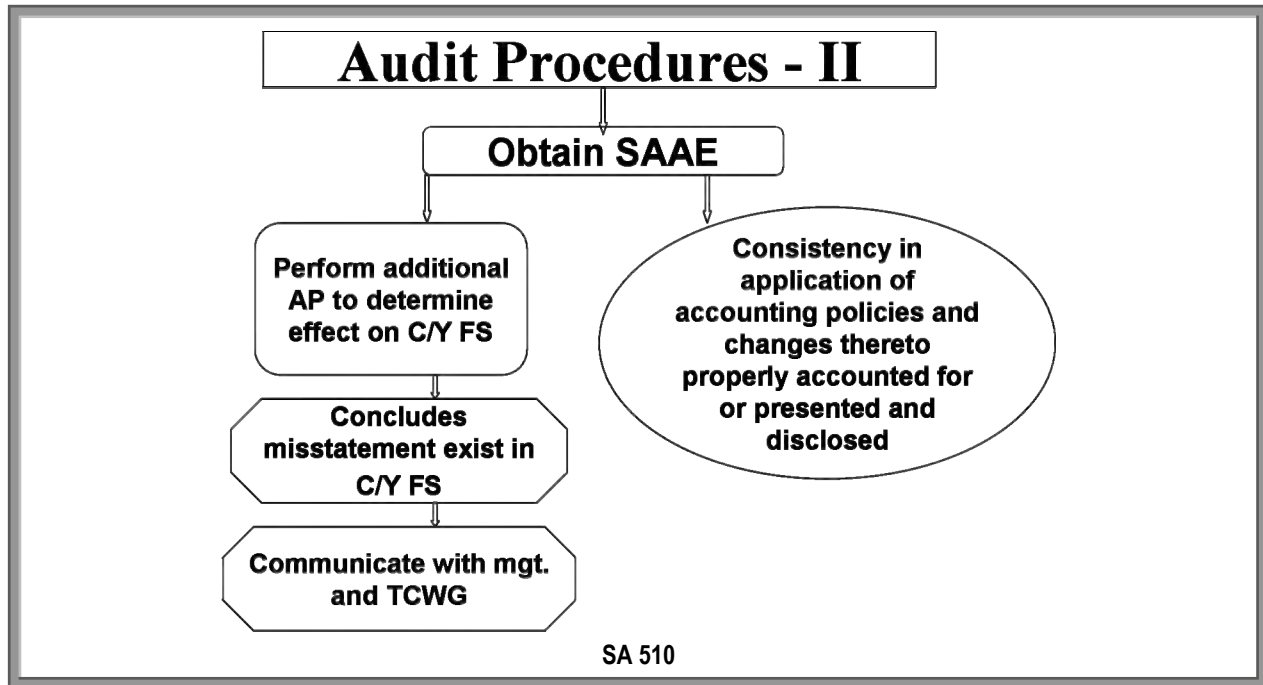 Audit Procedures - II
Obtain SAAE
Perform additional
AP to determine
effect on C/Y FS
Concludes
misstatement exist in
C/Y FS
Communicate with mgt.
and TCWG
Consistency in
application of
accounting policies and
changes thereto
properly accounted for
or presented and
disclosed
SA 510